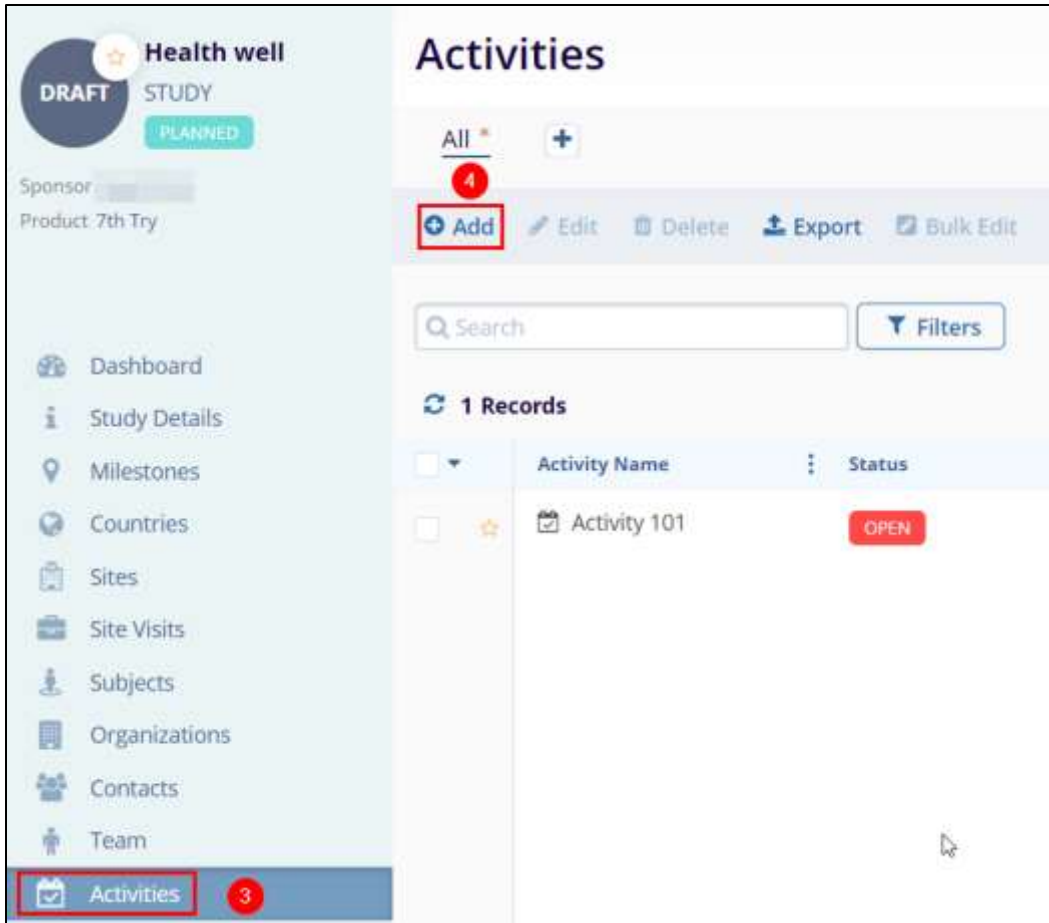 DRAFT
Health well
STUDY
PLANNED
Sponsor
Product 7th Try
Dashboard
Study Details
Milestones
Countries
Sites
Site Visits
Subjects
Organizations
Contacts
Team
Activities 3
Activities
All *
4
Add Edit Delete Export Bulk Edit
Search Filters
1 Records
Activity Name Status
Activity 101 OPEN